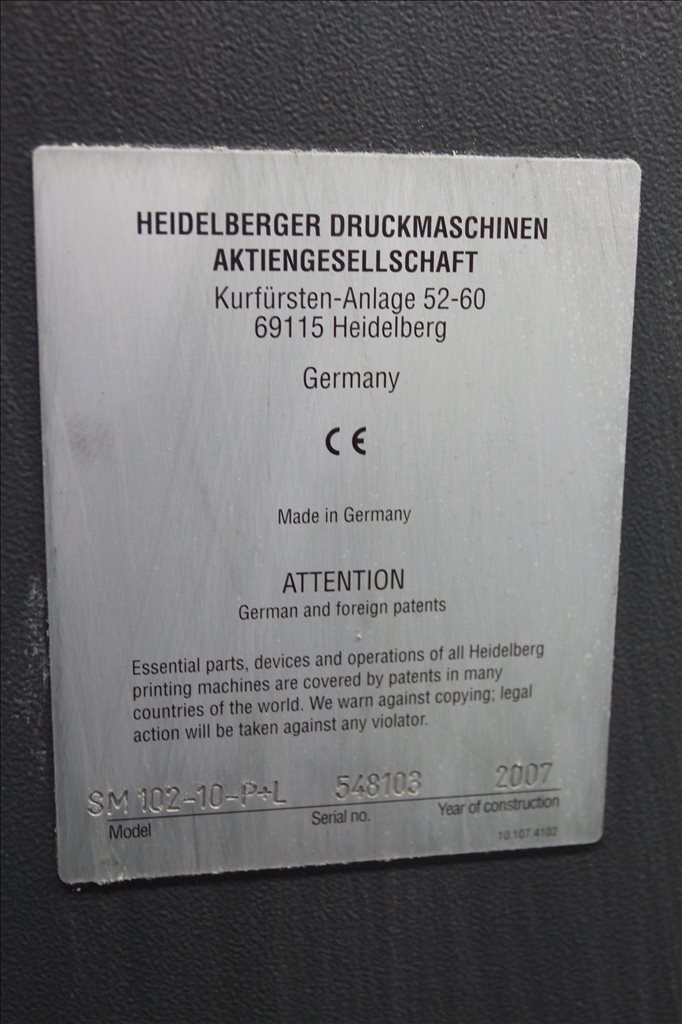 HEIDELBERGER DRUCKMASCHINEN
AKTIENGESELLSCHAFT
Kurfürsten-Anlage 52-60
69115 Heidelberg
Germany
CE
Made in Germany
ATTENTION
German and foreign patents
Essential parts, devices and operations of all Heidelberg
printing machines are covered by patents in many
countries of the world. We warn against copying; legal
action will be taken against any violator.
SM 102-10-P+L 548103 2007
Model Serial no. Year of construction
10.107.4102